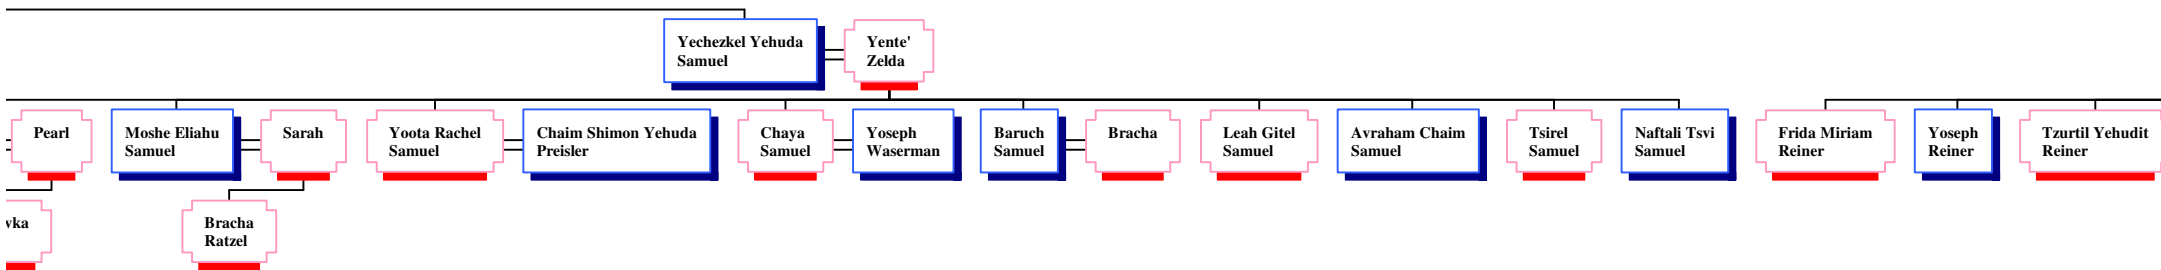 Yechezkel Yehuda
Samuel
Yente'
Zelda
Pearl
Moshe Eliahu
Samuel
Sarah
Yoota Rachel
Samuel
Chaim Shimon Yehuda
Preisler
Chaya
Samuel
Yoseph
Waserman
Baruch
Samuel
Bracha
Leah Gitel
Samuel
Avraham Chaim
Samuel
Tsirel
Samuel
Naftali Tsvi
Samuel
Frida Miriam
Reiner
Yoseph
Reiner
Tzurtil Yehudit
Reiner
Bracha
Ratzel